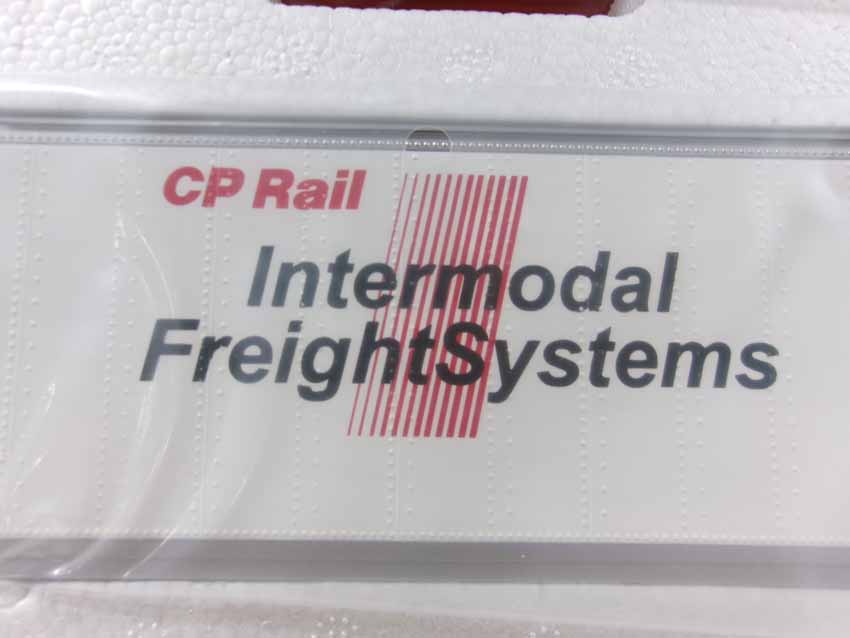 CP Rail
Intermodal
FreightSystems